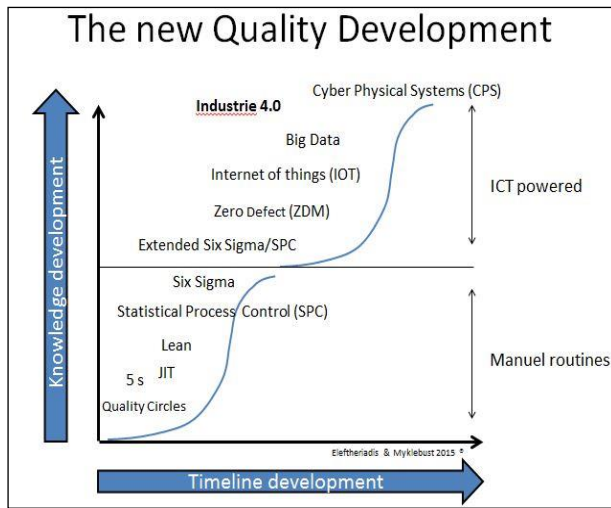 The new Quality Development
Cyber Physical Systems (CPS)
Industrie 4.0
Big Data
Internet of things (IOT)
ICT powered
Zero Defect (ZDM)
Extended Six Sigma/SPC
Six Sigma
Statistical Process Control (SPC)
Lean
Manuel routines
JIT
5 s
Quality Circles
Eleftheriadis & Myklebust 2015 ®
Knowledge development
Timeline development